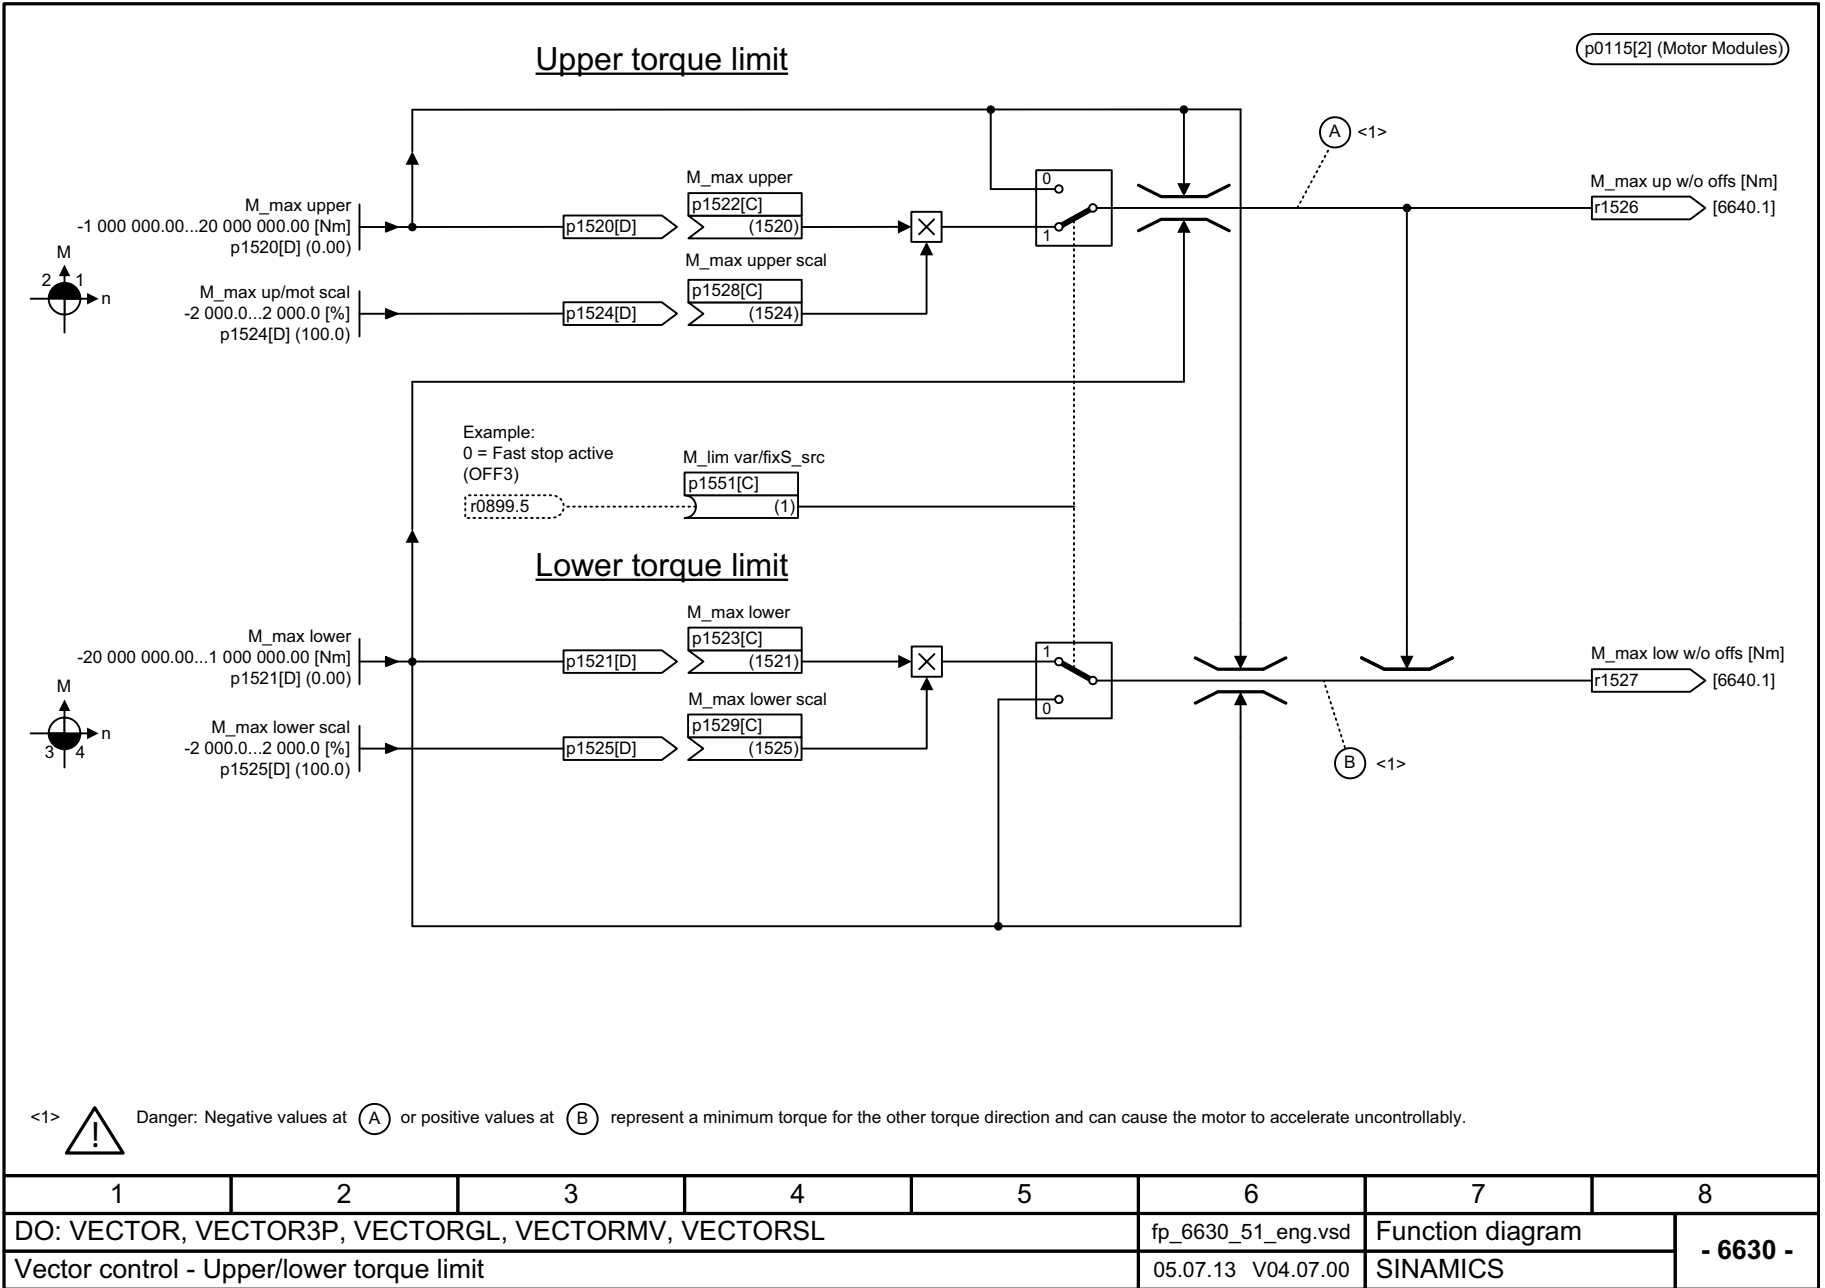 Upper torque limit
p0115[2] (Motor Modules)
A <1>
M_max upper
-1 000 000.00...20 000 000.00 [Nm]
p1520[D] (0.00)
p1520[D]
M_max upper
p1522[C]
(1520)
0
1
M_max up w/o offs [Nm]
r1526
[6640.1]
M
2 1
n
M_max up/mot scal
-2 000.0...2 000.0 [%]
p1524[D] (100.0)
p1524[D]
M_max upper scal
p1528[C]
(1524)
Example:
0 = Fast stop active
(OFF3)
r0899.5
M_lim var/fixS_src
p1551[C]
(1)
Lower torque limit
M_max lower
-20 000 000.00...1 000 000.00 [Nm]
p1521[D] (0.00)
p1521[D]
M_max lower
p1523[C]
(1521)
1
0
M_max low w/o offs [Nm]
r1527
[6640.1]
M
n
3 4
M_max lower scal
-2 000.0...2 000.0 [%]
p1525[D] (100.0)
p1525[D]
M_max lower scal
p1529[C]
(1525)
B <1>
<1> ! Danger: Negative values at A or positive values at B represent a minimum torque for the other torque direction and can cause the motor to accelerate uncontrollably.
1 2 3 4 5 6 7 8
DO: VECTOR, VECTOR3P, VECTORGL, VECTORMV, VECTORSL
fp_6630_51_eng.vsd
Function diagram
- 6630 -
Vector control - Upper/lower torque limit
05.07.13 V04.07.00
SINAMICS